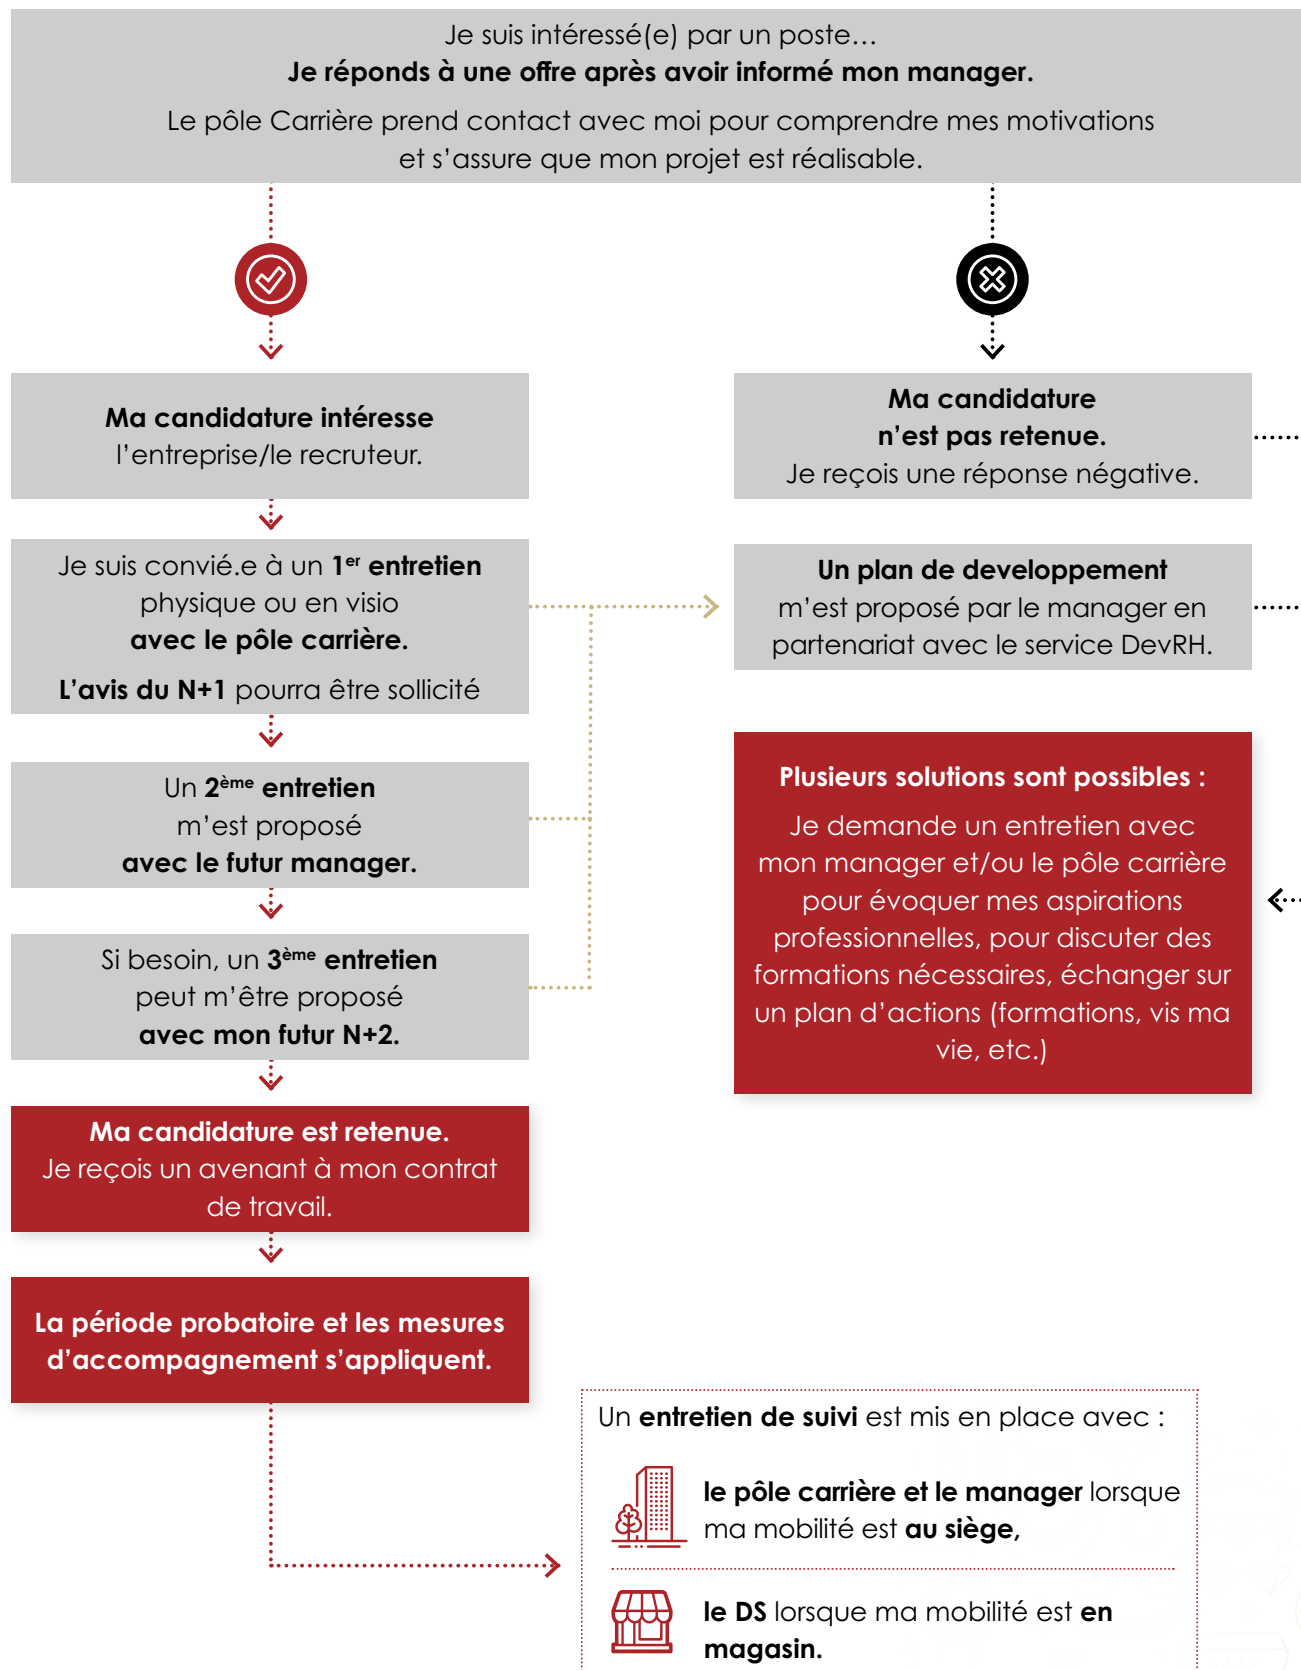 Je suis intéressé(e) par un poste…
Je réponds à une offre après avoir informé mon manager.
Le pôle Carrière prend contact avec moi pour comprendre mes motivations
et s’assure que mon projet est réalisable.
Ma candidature intéresse
l’entreprise/le recruteur.
Je suis convié.e à un 1er entretien
physique ou en visio
avec le pôle carrière.
L’avis du N+1 pourra être sollicité
Un 2ème entretien
m’est proposé
avec le futur manager.
Si besoin, un 3ème entretien
peut m’être proposé
avec mon futur N+2.
Ma candidature est retenue.
Je reçois un avenant à mon contrat
de travail.
La période probatoire et les mesures
d’accompagnement s’appliquent.
Ma candidature
n’est pas retenue.
Je reçois une réponse négative.
Un plan de developpement
m’est proposé par le manager en
partenariat avec le service DevRH.
Plusieurs solutions sont possibles :
Je demande un entretien avec
mon manager et/ou le pôle carrière
pour évoquer mes aspirations
professionnelles, pour discuter des
formations nécessaires, échanger sur
un plan d’actions (formations, vis ma
vie, etc.)
Un entretien de suivi est mis en place avec :
le pôle carrière et le manager lorsque
ma mobilité est au siège,
le DS lorsque ma mobilité est en
magasin.